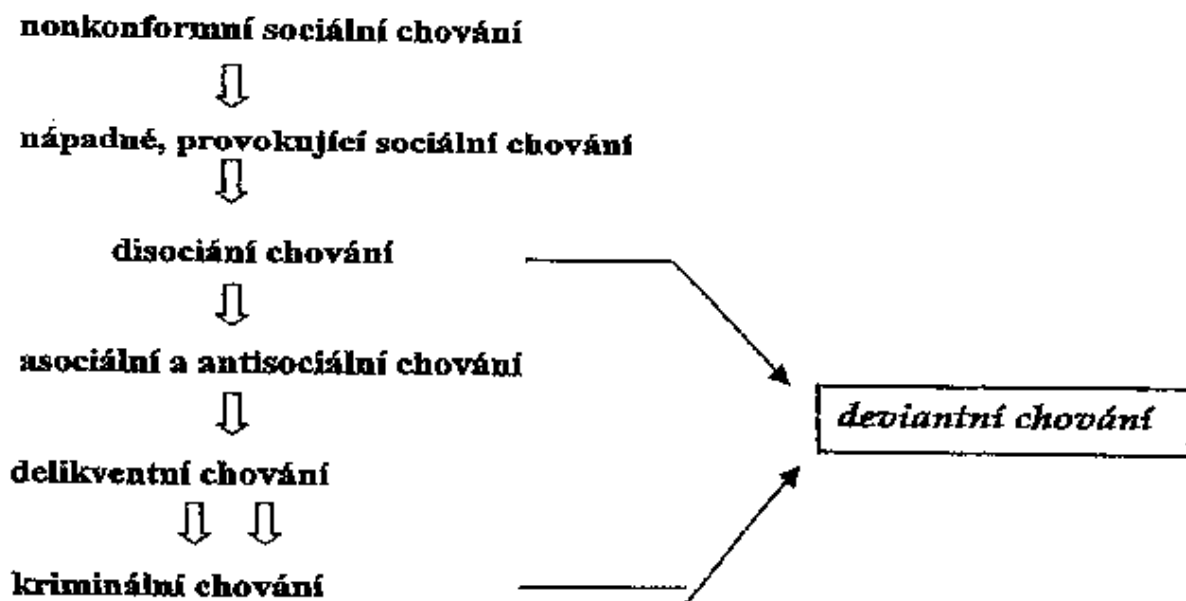 nonkonformní sociální chování
nápadné, provokující sociální chování
disociání chování
asociální a antisociální chování
deviantní chování
delikventní chování
kriminální chování